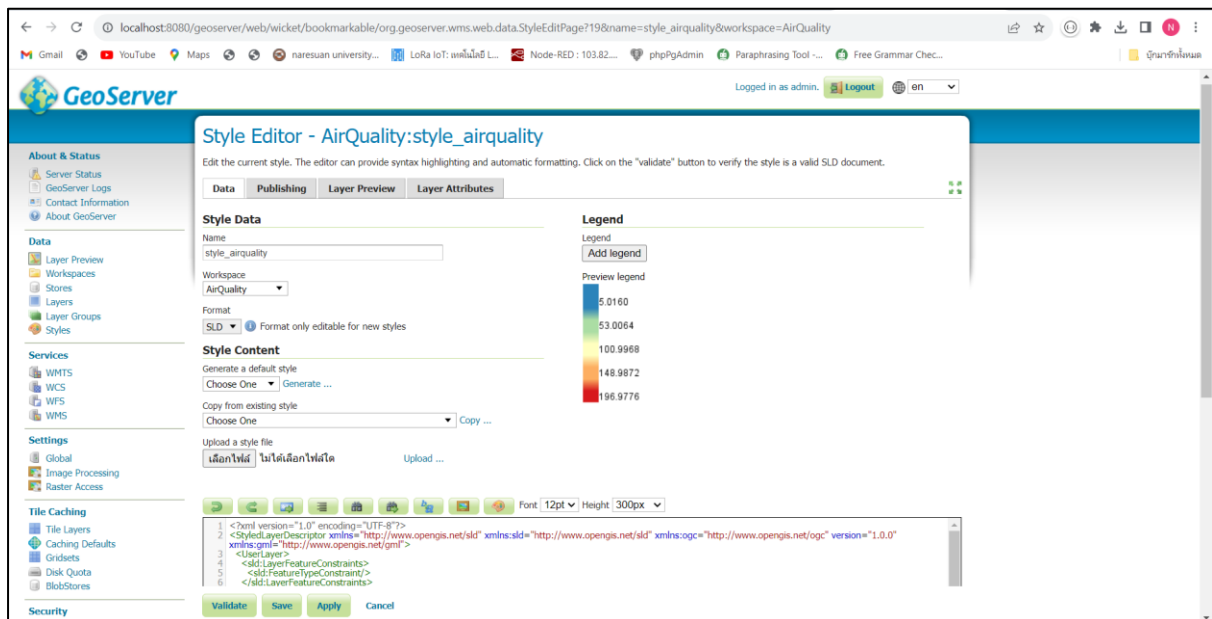 localhost:8080/geoserver/web/wicket/bookmarkable/org.geoserver.wms.web.data.StyleEditPage?19&name=style_airquality&workspace=AirQuality
N
Gmail YouTube Maps naresuan university... LoRa IoT: เทคโนโลยี L... Node-RED : 103.82.... phpPgAdmin Paraphrasing Tool -... Free Grammar Chec... บุ๊กมาร์กทั้งหมด
GeoServer
Logged in as admin. Logout en
Style Editor - AirQuality:style_airquality
Edit the current style. The editor can provide syntax highlighting and automatic formatting. Click on the "validate" button to verify the style is a valid SLD document.
Data Publishing Layer Preview Layer Attributes
About & Status
Server Status
GeoServer Logs
Contact Information
About GeoServer
Data
Layer Preview
Workspaces
Stores
Layers
Layer Groups
Styles
Services
WMTS
WCS
WFS
WMS
Settings
Global
Image Processing
Raster Access
Tile Caching
Tile Layers
Caching Defaults
Gridsets
Disk Quota
BlobStores
Security
Style Data
Name
style_airquality
Workspace
AirQuality
Format
SLD Format only editable for new styles
Style Content
Generate a default style
Choose One Generate ...
Copy from existing style
Choose One Copy ...
Upload a style file
เลือกไฟล์ ไม่ได้เลือกไฟล์ใด Upload ...
Legend
Legend
Add legend
Preview legend
5.0160
53.0064
100.9968
148.9872
196.9776
Font 12pt Height 300px
1 <?xml version="1.0" encoding="UTF-8"?>
2 <StyledLayerDescriptor xmlns="http://www.opengis.net/sld" xmlns:sld="http://www.opengis.net/sld" xmlns:ogc="http://www.opengis.net/ogc" version="1.0.0"
xmlns:gml="http://www.opengis.net/gml">
3 <UserLayer>
4 <sld:LayerFeatureConstraints>
5 <sld:FeatureTypeConstraint/>
6 </sld:LayerFeatureConstraints>
Validate Save Apply Cancel